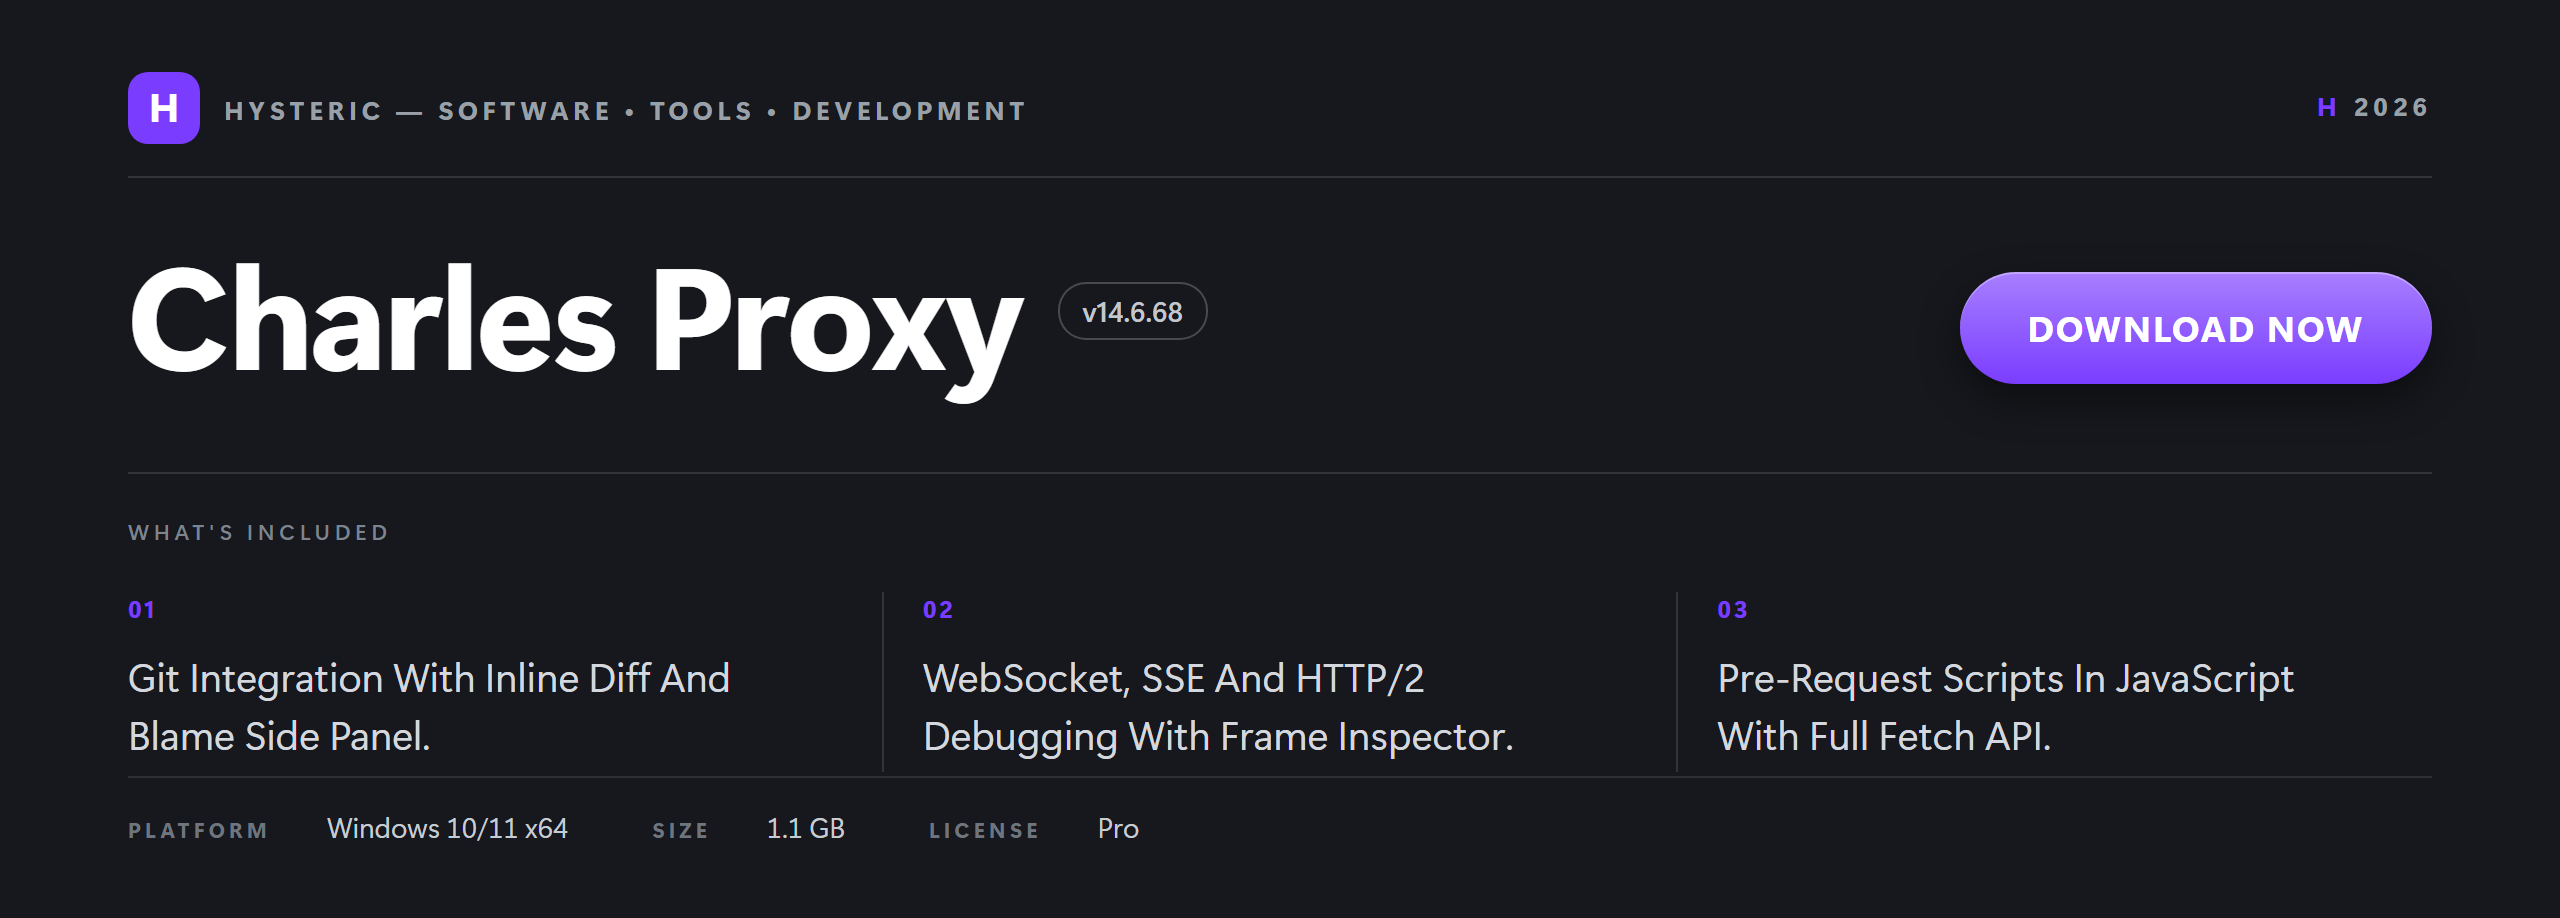 H HYSTERIC — SOFTWARE • TOOLS • DEVELOPMENT
H 2026
Charles Proxy v14.6.68
DOWNLOAD NOW
WHAT'S INCLUDED
01
Git Integration With Inline Diff And
Blame Side Panel.
02
WebSocket, SSE And HTTP/2
Debugging With Frame Inspector.
03
Pre-Request Scripts In JavaScript
With Full Fetch API.
PLATFORM Windows 10/11 x64 SIZE 1.1 GB LICENSE Pro